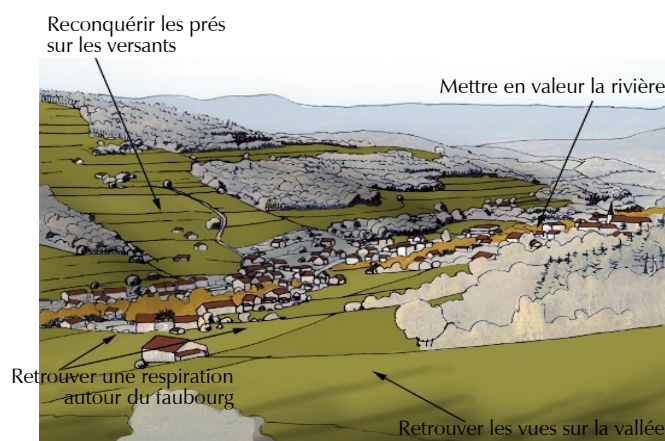 Reconquérir les prés
sur les versants
Mettre en valeur la rivière
Retrouver une respiration
autour du faubourg
Retrouver les vues sur la vallée